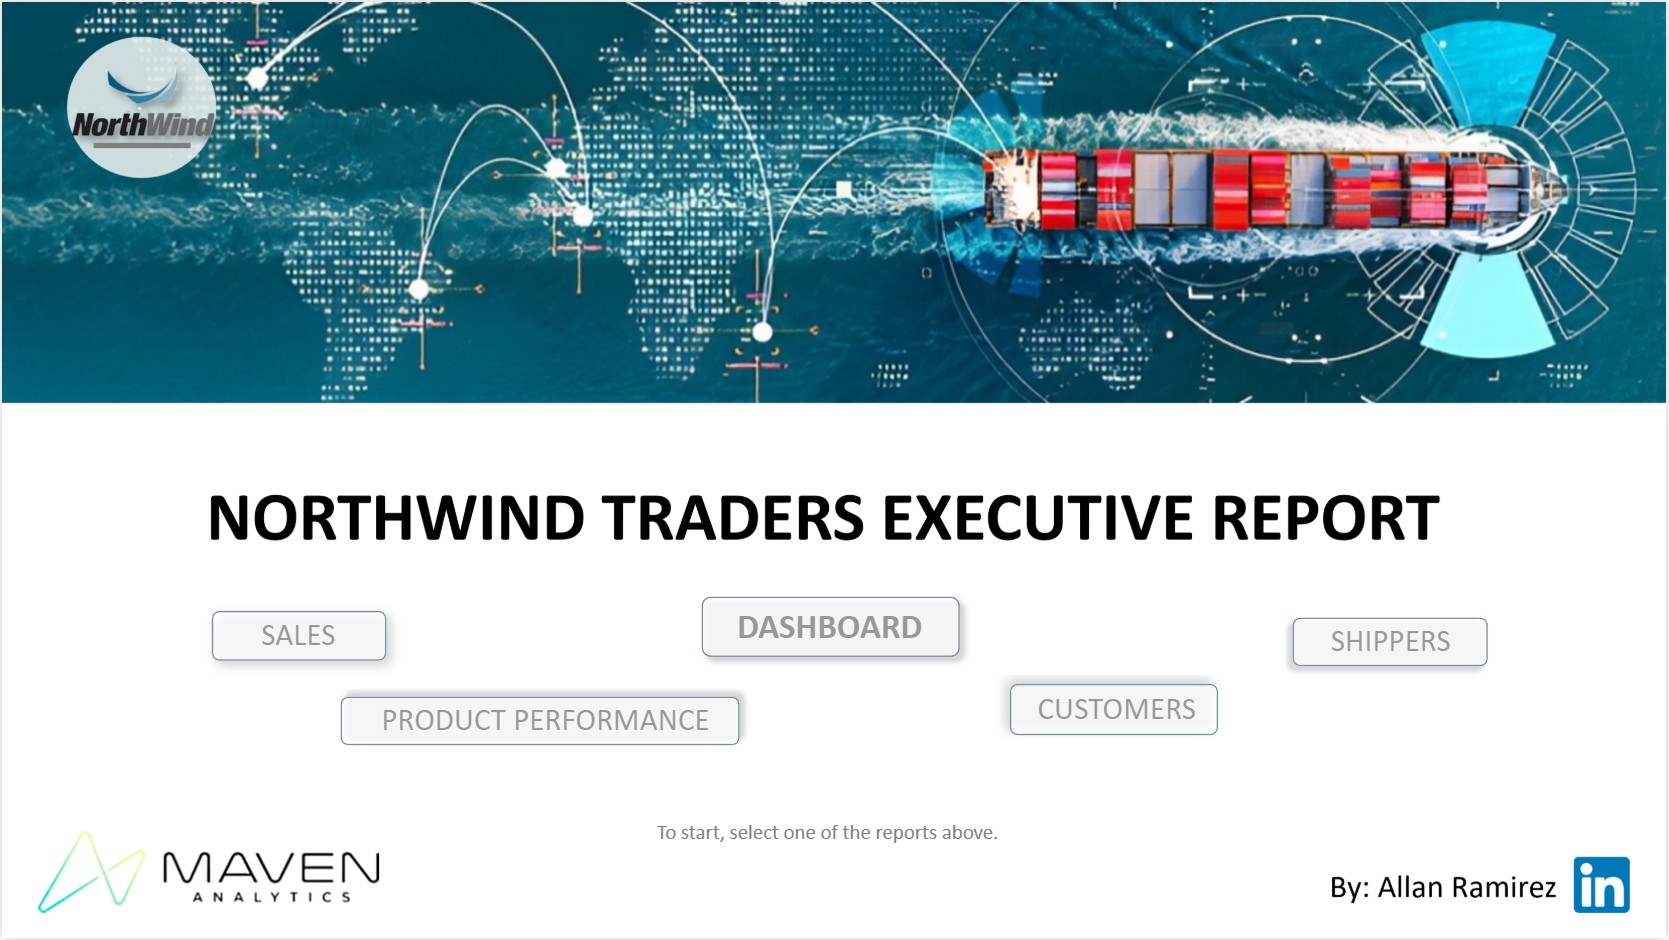 NorthWind
NORTHWIND TRADERS EXECUTIVE REPORT
SALES
DASHBOARD
SHIPPERS
PRODUCT PERFORMANCE
CUSTOMERS
To start, select one of the reports above.
MAVEN
ANALYTICS
By: Allan Ramirez
in